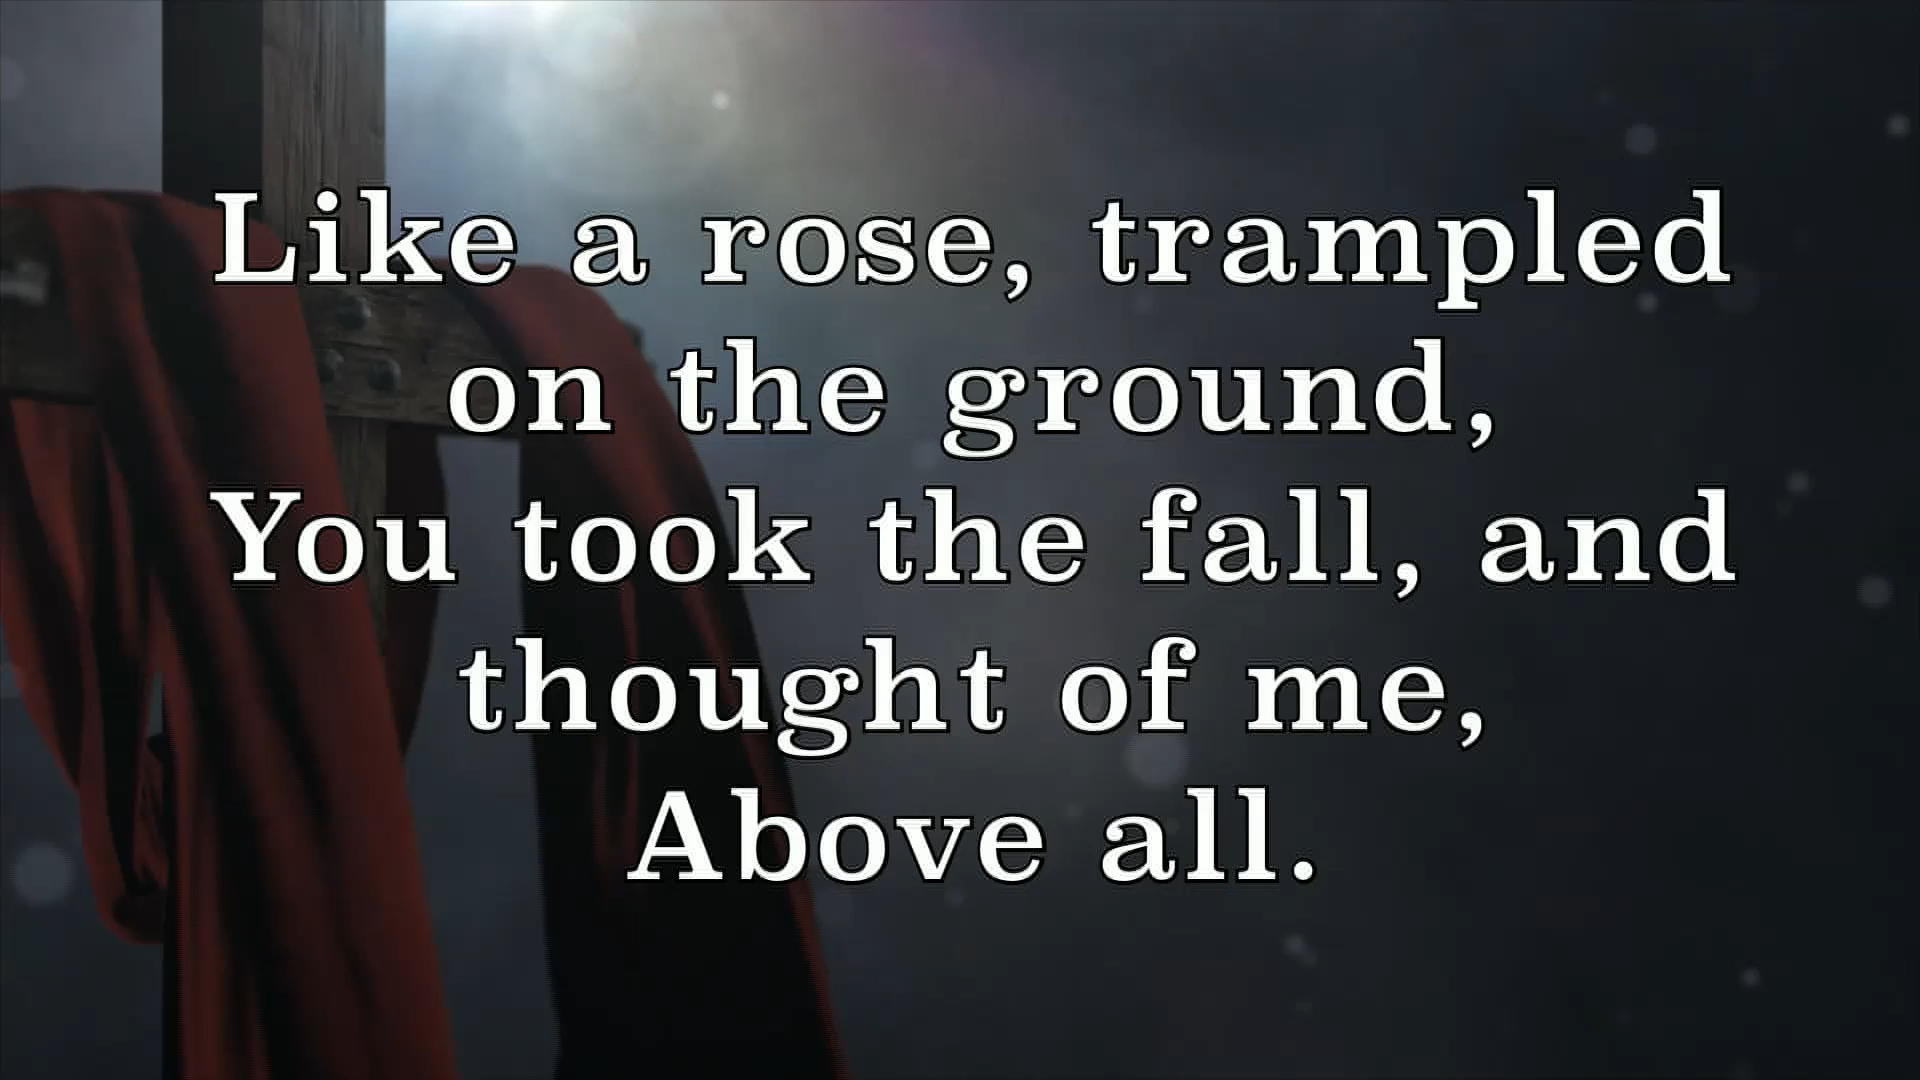 Like a rose, trampled
on the ground,
You took the fall, and
thought of me,
Above all.